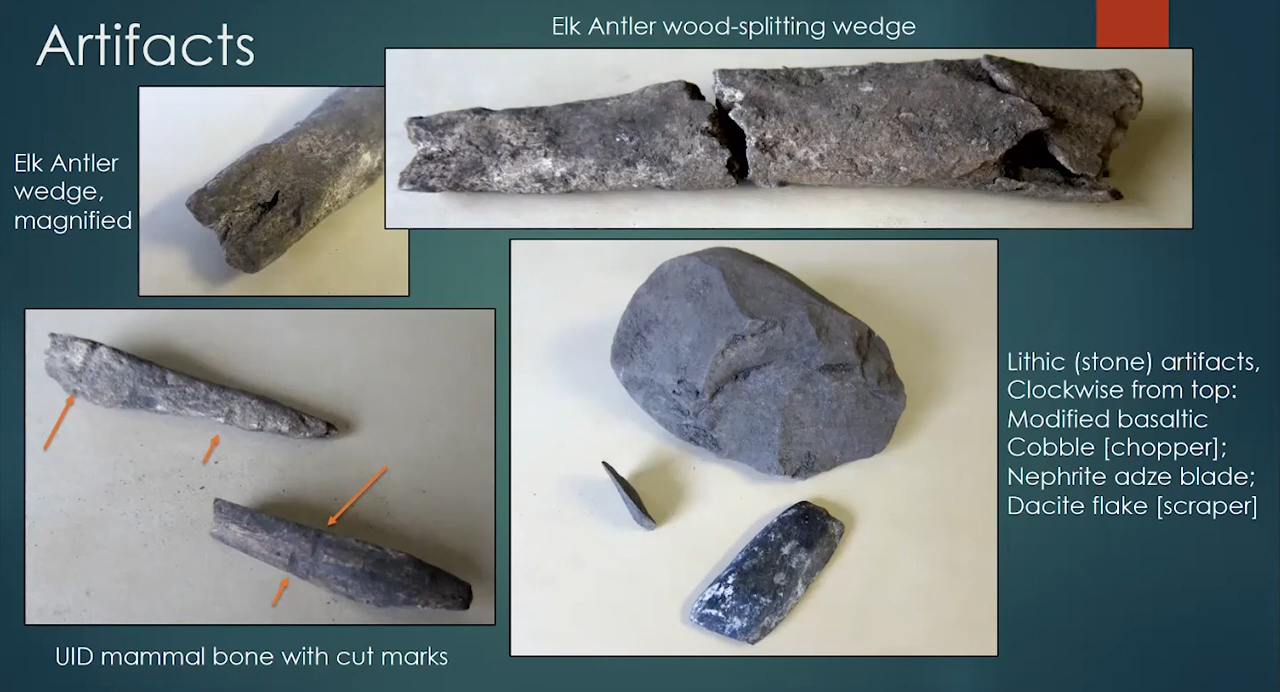 Artifacts
Elk Antler wood-splitting wedge
Elk Antler
wedge,
magnified
Lithic (stone) artifacts,
Clockwise from top:
Modified basaltic
Cobble [chopper];
Nephrite adze blade;
Dacite flake [scraper]
UID mammal bone with cut marks